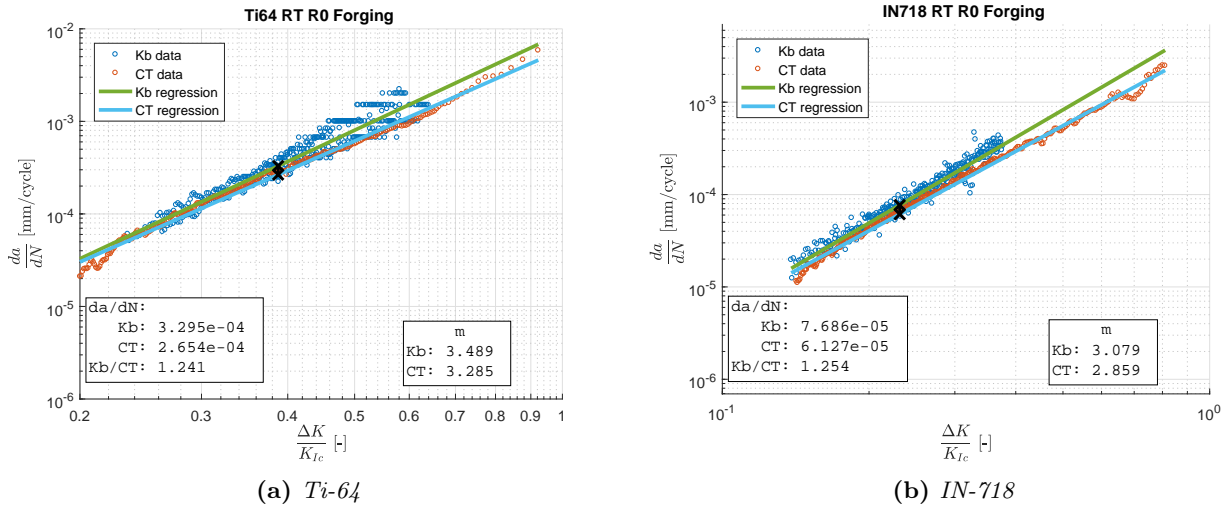 Ti64 RT R0 Forging
10^{-2}
Kb data
CT data
Kb regression
CT regression
10^{-3}
10^{-4}
10^{-5}
10^{-6}
da/dN [mm/cycle]
da/dN:
Kb: 3.295e-04
CT: 2.654e-04
Kb/CT: 1.241
m
Kb: 3.489
CT: 3.285
0.2 0.3 0.4 0.5 0.6 0.7 0.8 0.9 1
ΔK/K_{Ic} [-]
(a) Ti-64
IN718 RT R0 Forging
Kb data
CT data
Kb regression
CT regression
10^{-3}
10^{-4}
10^{-5}
10^{-6}
da/dN [mm/cycle]
da/dN:
Kb: 7.686e-05
CT: 6.127e-05
Kb/CT: 1.254
m
Kb: 3.079
CT: 2.859
10^{-1} 10^{0}
ΔK/K_{Ic} [-]
(b) IN-718